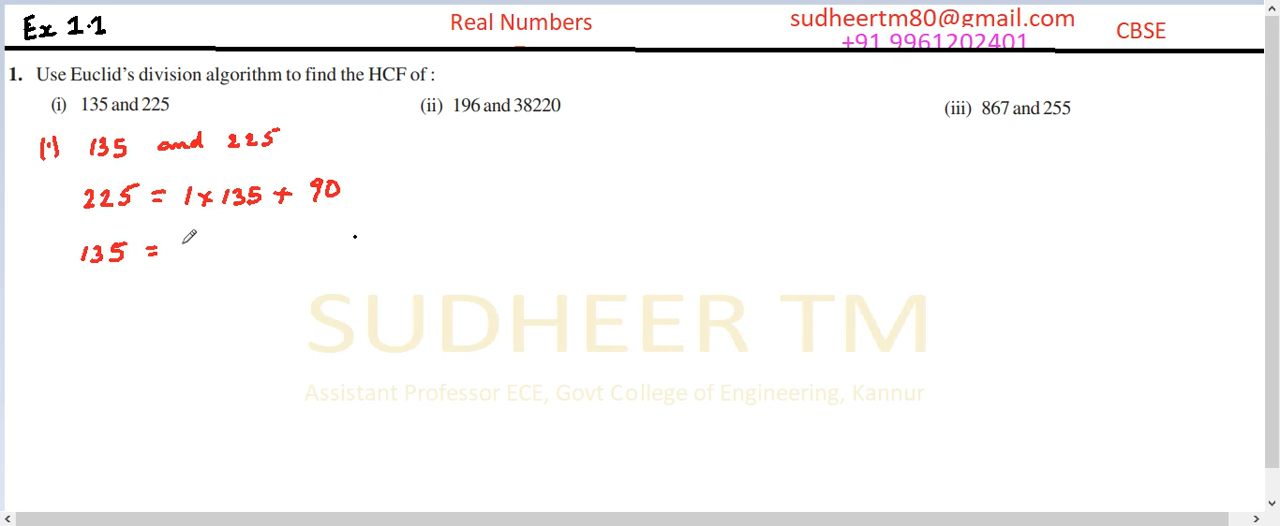 Ex 1.1
Real Numbers
sudheertm80@gmail.com
+91 9961202401
CBSE
1. Use Euclid's division algorithm to find the HCF of :
(i) 135 and 225
(ii) 196 and 38220
(iii) 867 and 255
(i) 135 and 225
225 = 1 × 135 + 90
135 =
SUDHEER TM
Assistant Professor ECE, Govt College of Engineering, Kannur